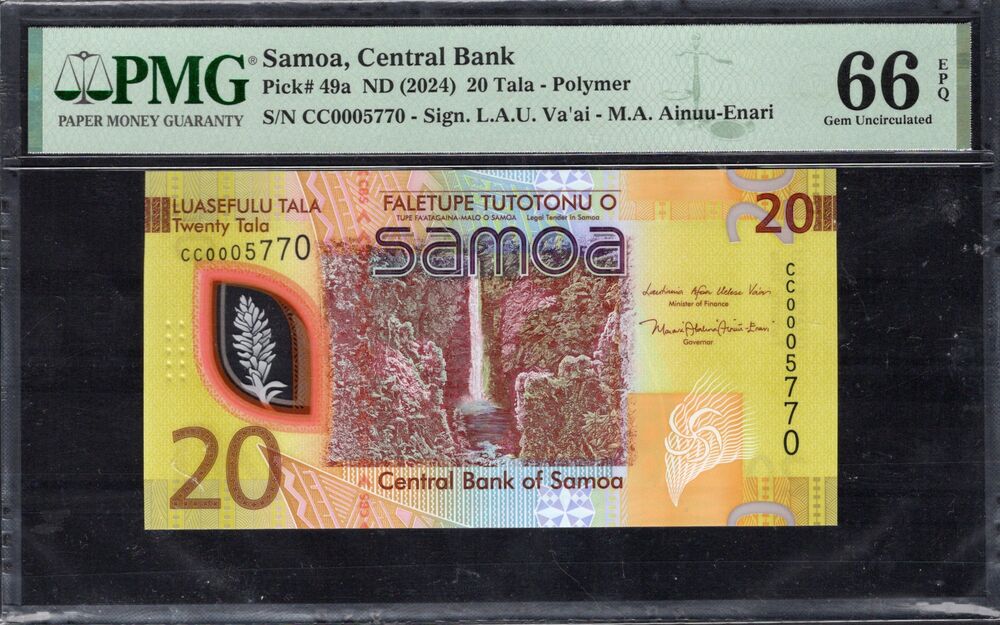 PMG®
PAPER MONEY GUARANTY
Samoa, Central Bank
Pick# 49a ND (2024) 20 Tala - Polymer
S/N CC0005770 - Sign. L.A.U. Va'ai - M.A. Ainuu-Enari
66
EPQ
Gem Uncirculated
LUASEFULU TALA
Twenty Tala
CC0005770
FALETUPE TUTOTONU O
TUPE FAATAGAINA-MALO O SAMOA Legal Tender in Samoa
samoa
20
Minister of Finance
Governor
CC0005770
20
Central Bank of Samoa